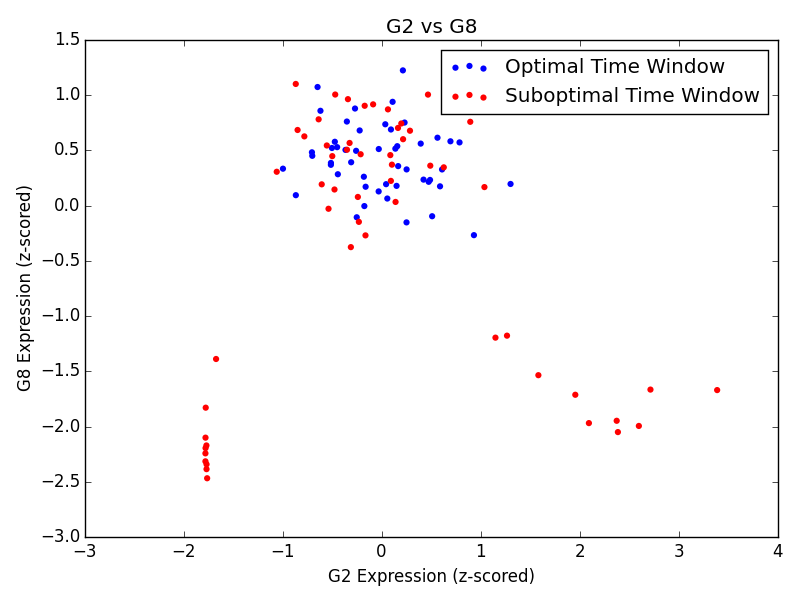 G2 vs G8
1.5
1.0
0.5
0.0
−0.5
−1.0
−1.5
−2.0
−2.5
−3.0
G8 Expression (z-scored)
Optimal Time Window
Suboptimal Time Window
−3 −2 −1 0 1 2 3 4
G2 Expression (z-scored)